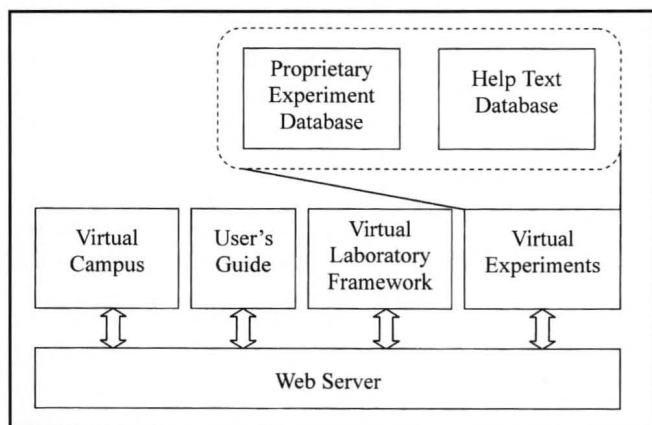 Proprietary
Experiment
Database
Help Text
Database
Virtual
Campus
User's
Guide
Virtual
Laboratory
Framework
Virtual
Experiments
Web Server